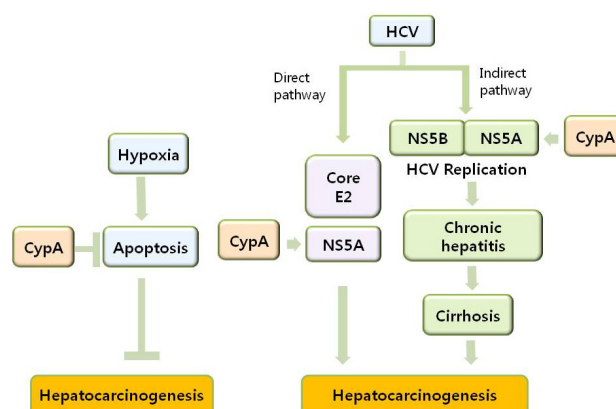 HCV
Direct
pathway
Indirect
pathway
NS5B NS5A CypA
HCV Replication
Hypoxia
Core
E2
CypA Apoptosis
CypA NS5A
Chronic
hepatitis
Cirrhosis
Hepatocarcinogenesis
Hepatocarcinogenesis